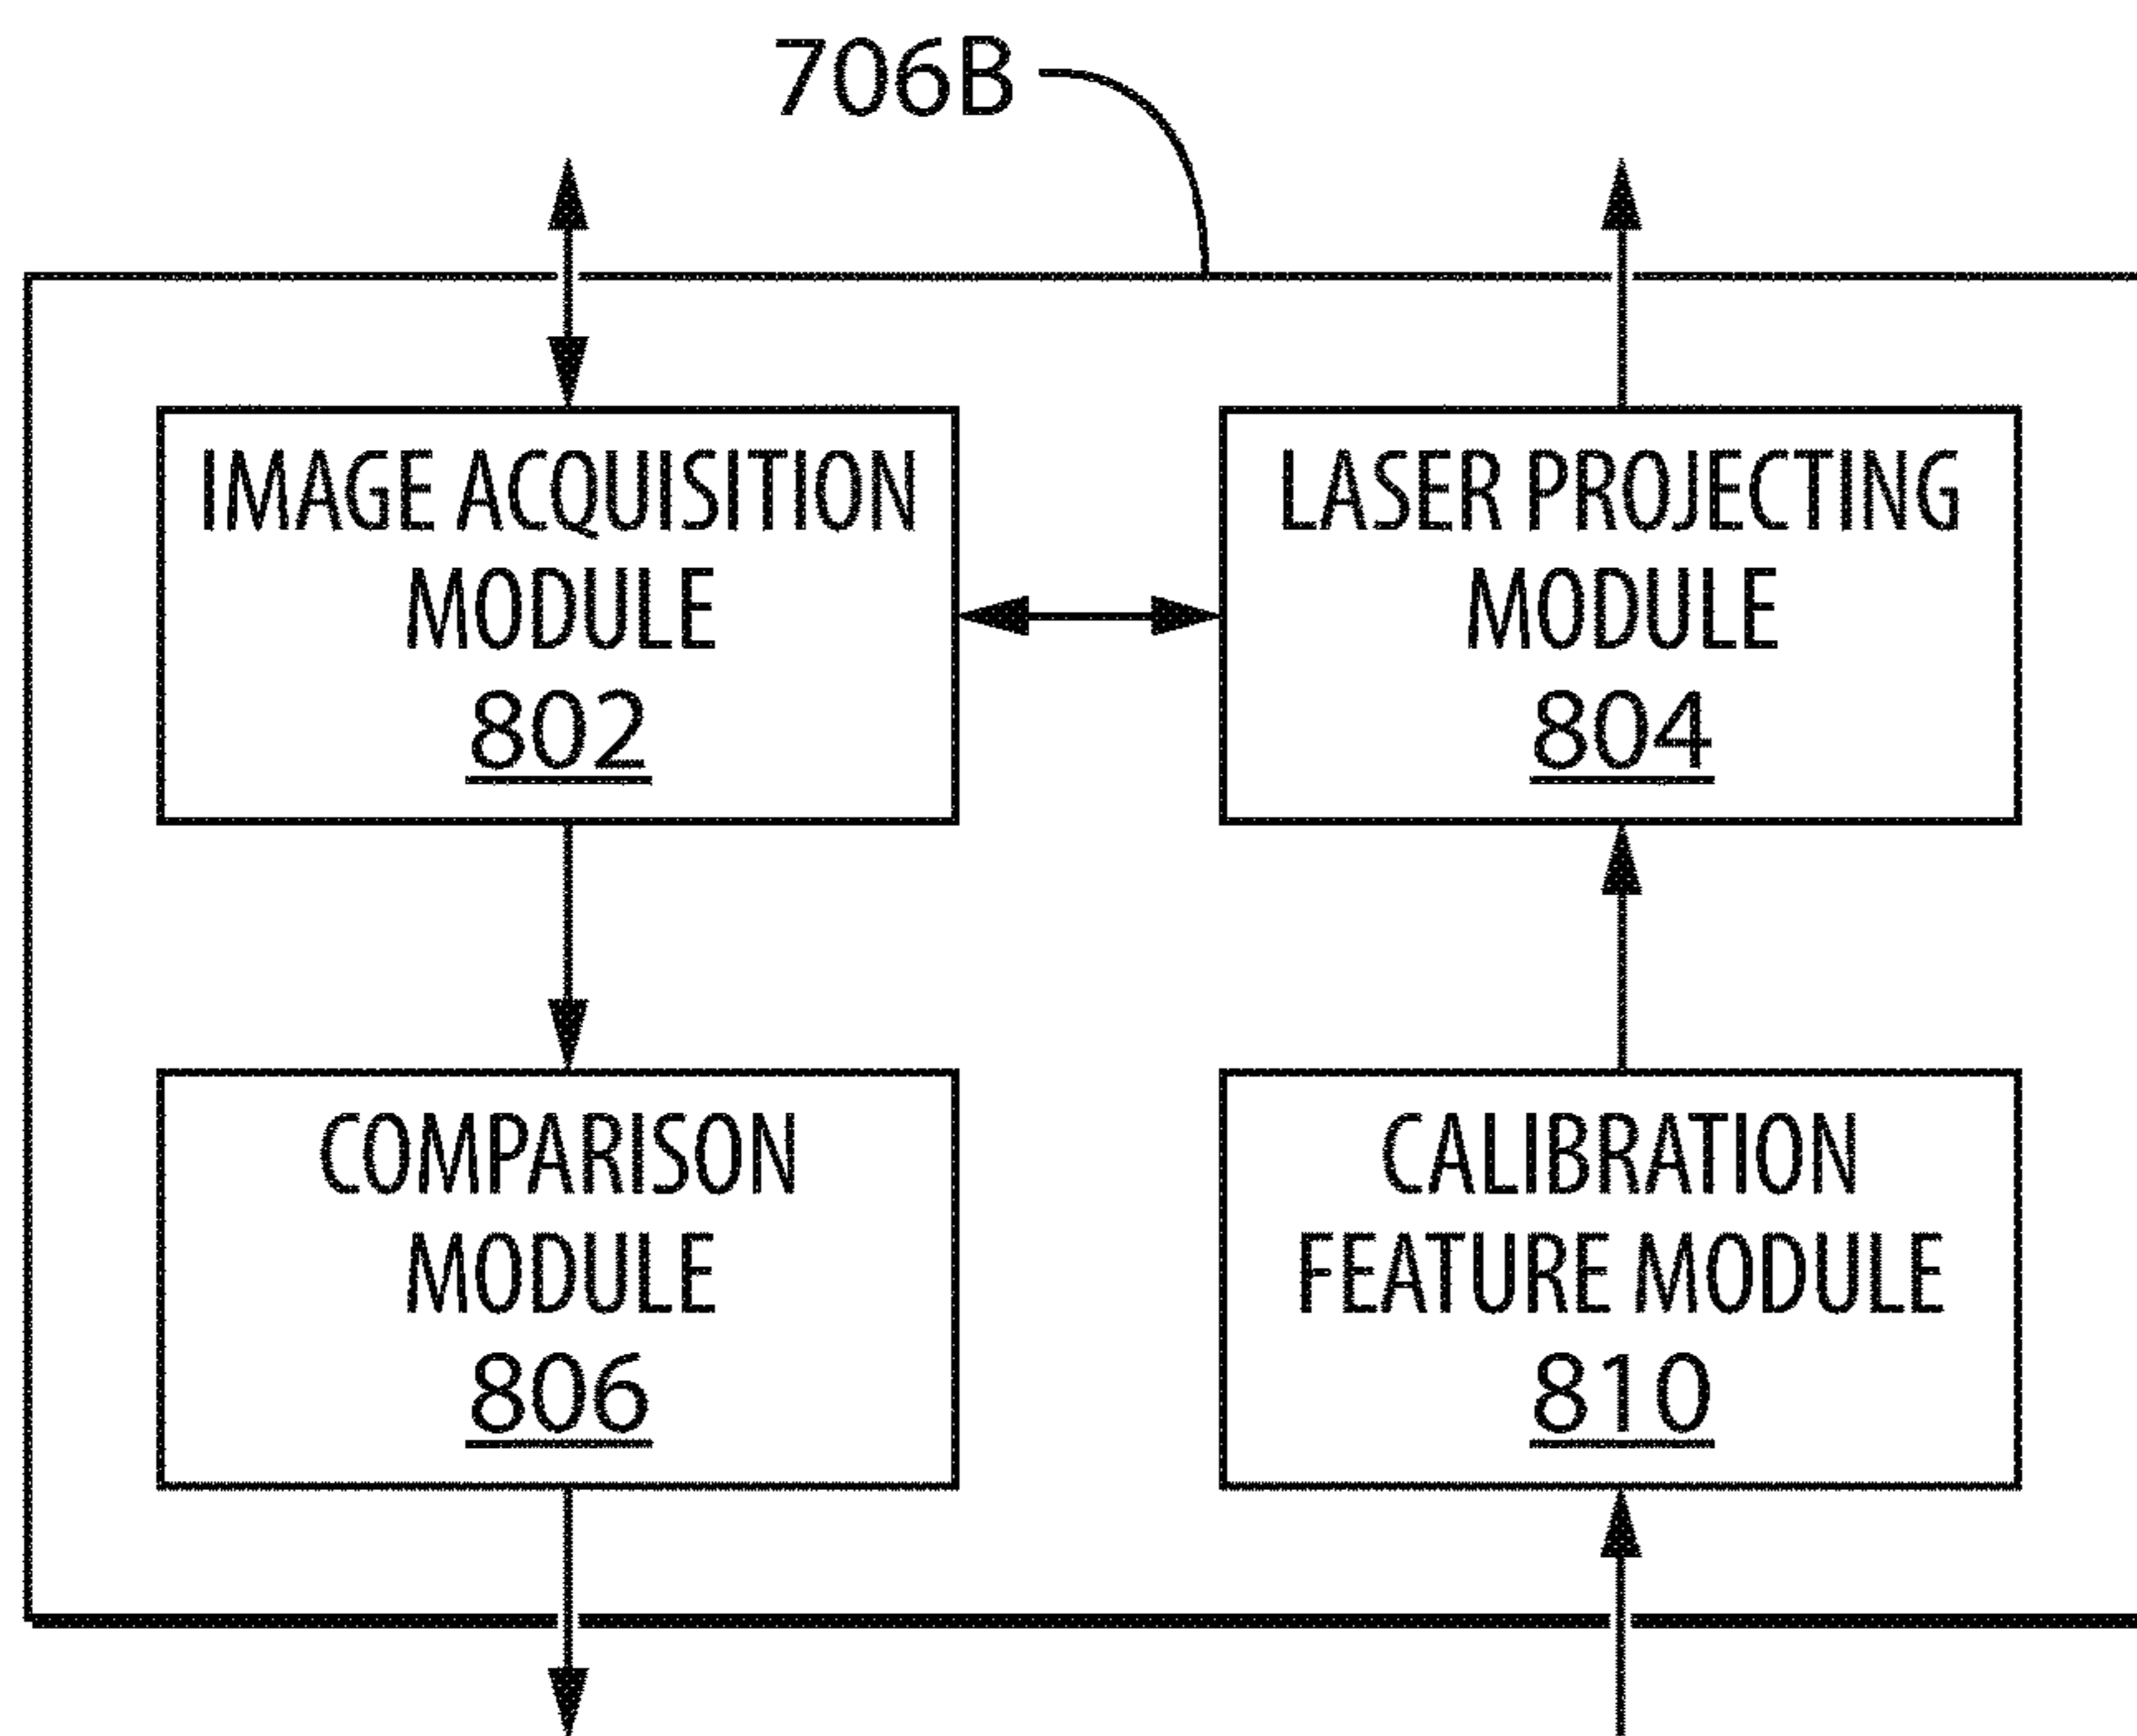 706B
IMAGE ACQUISITION
MODULE
802
LASER PROJECTING
MODULE
804
COMPARISON
MODULE
806
CALIBRATION
FEATURE MODULE
810